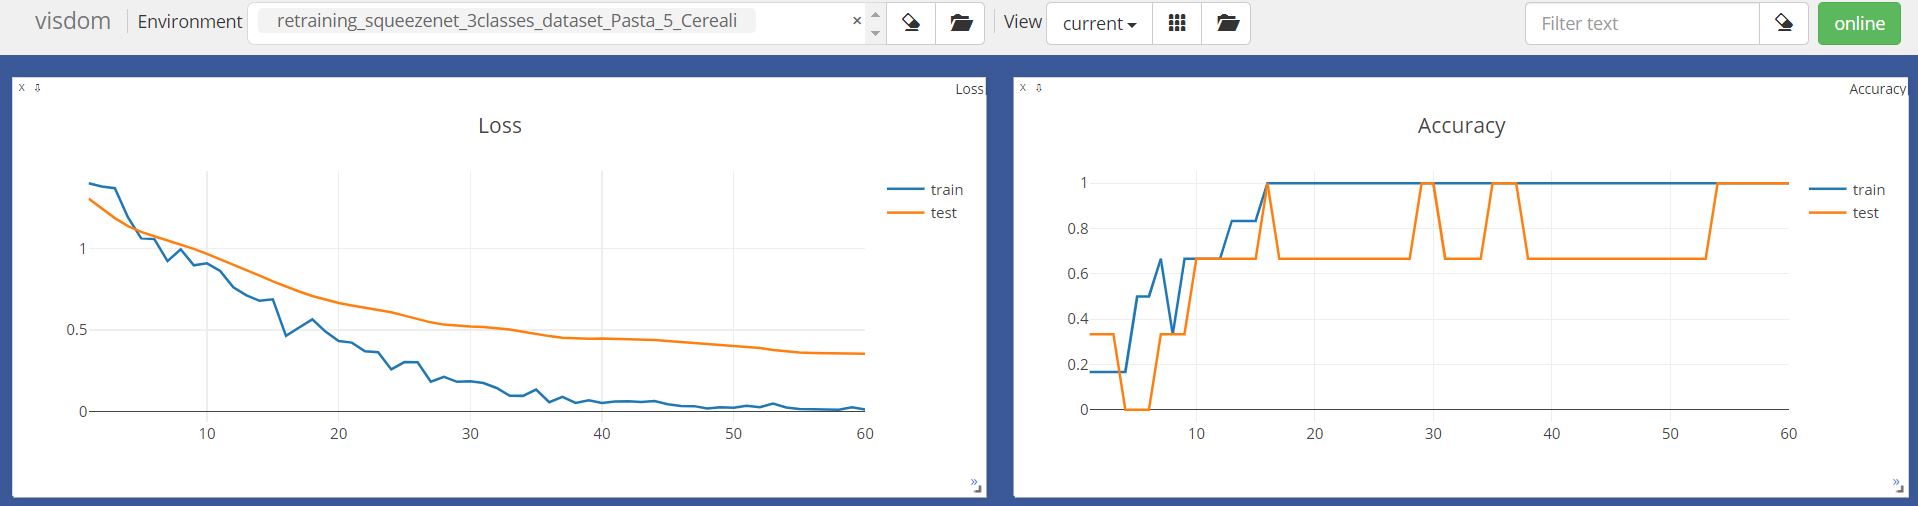 visdom Environment retraining_squeezenet_3classes_dataset_Pasta_5_Cereali × View current Filter text online
X Loss
Loss
train
test
1
0.5
0
10 20 30 40 50 60
»
X Accuracy
Accuracy
train
test
1
0.8
0.6
0.4
0.2
0
10 20 30 40 50 60
»